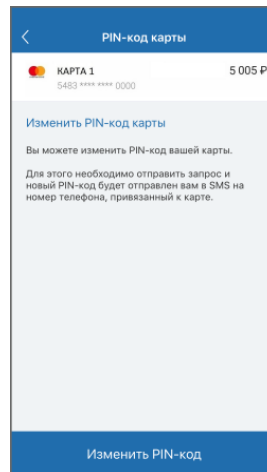 PIN-код карты
КАРТА 1 5 005 ₽
5483 **** **** 0000
Изменить PIN-код карты
Вы можете изменить PIN-код вашей карты.
Для этого необходимо отправить запрос и
новый PIN-код будет отправлен вам в SMS на
номер телефона, привязанный к карте.
Изменить PIN-код